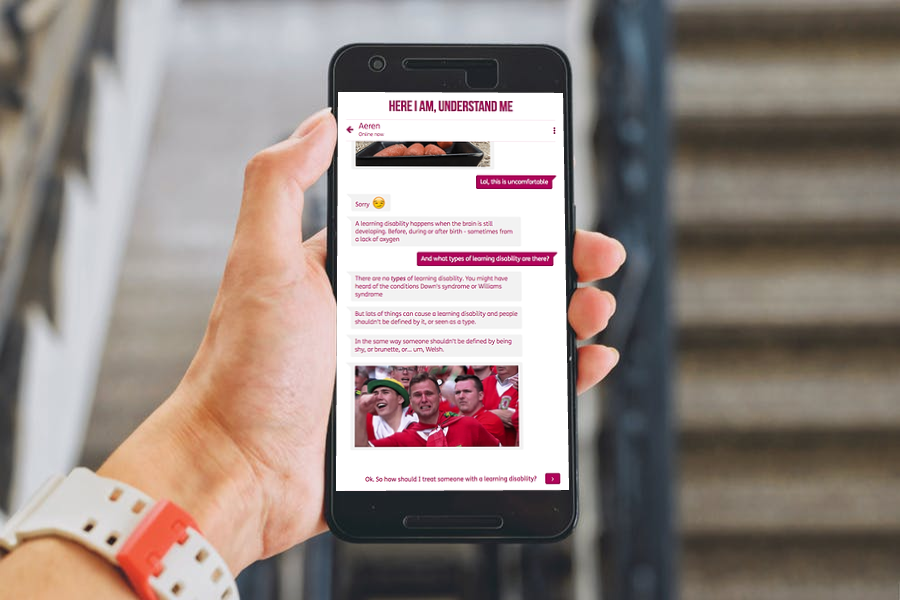 HERE I AM, UNDERSTAND ME
Aeren
Online now
Lol, this is uncomfortable
Sorry
A learning disability happens when the brain is still
developing. Before, during or after birth - sometimes from
a lack of oxygen
And what types of learning disability are there?
There are no types of learning disability. You might have
heard of the conditions Down's syndrome or Williams
syndrome
But lots of things can cause a learning disability and people
shouldn't be defined by it, or seen as a type.
In the same way someone shouldn't be defined by being
shy, or brunette, or... um, Welsh.
Ok. So how should I treat someone with a learning disability?